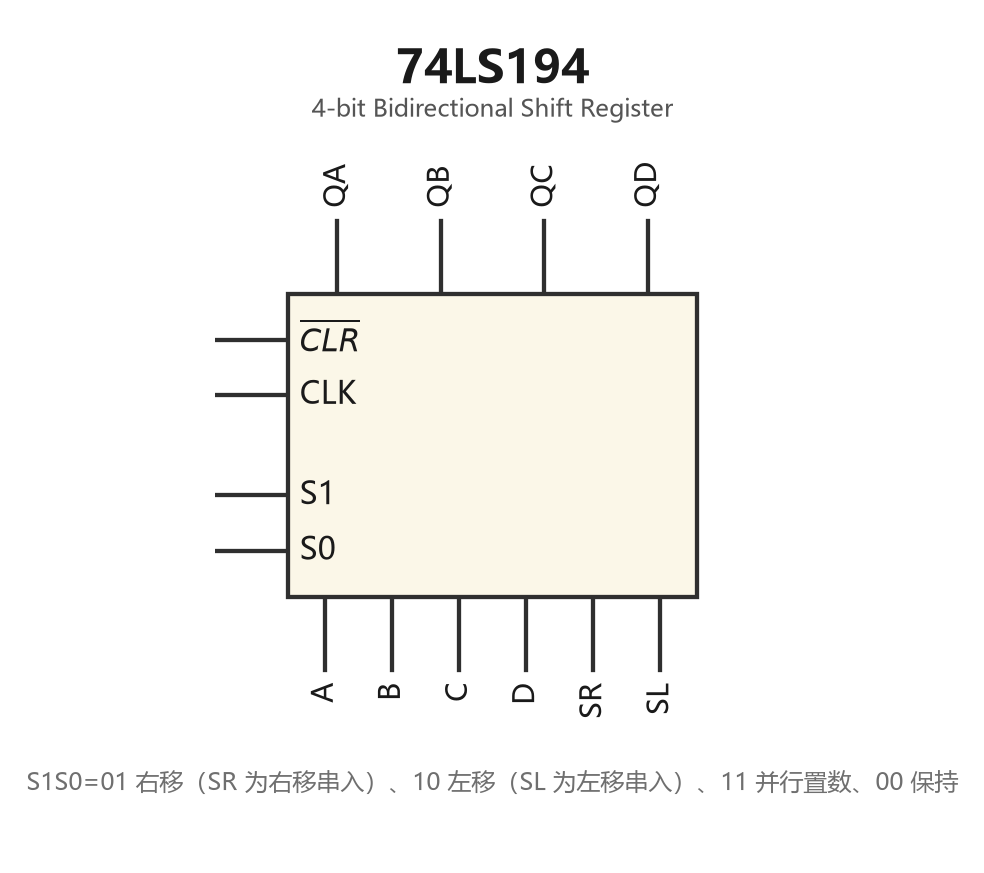 74LS194
4-bit Bidirectional Shift Register
QA QB QC QD
CLR
CLK
S1
S0
A B C D SR SL
S1S0=01 右移（SR 为右移串入）、10 左移（SL 为左移串入）、11 并行置数、00 保持